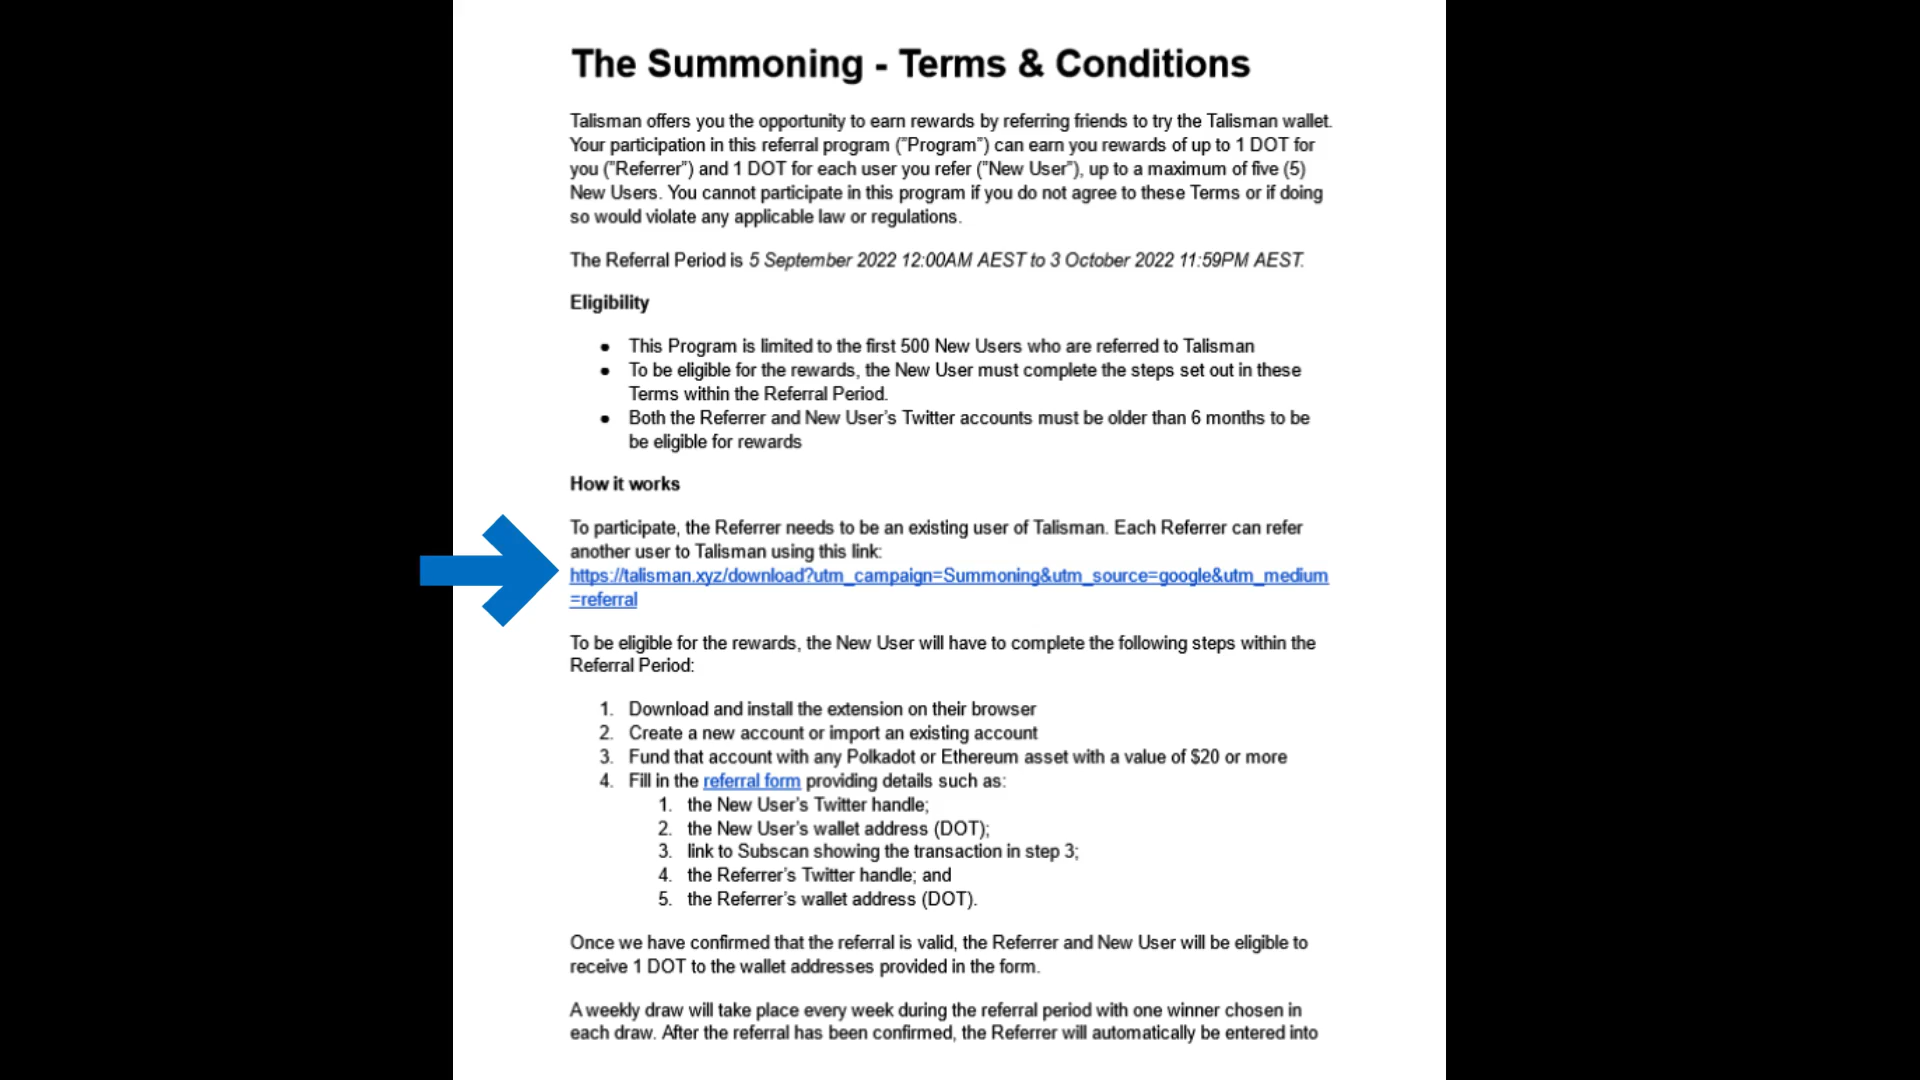 The Summoning - Terms & Conditions
Talisman offers you the opportunity to earn rewards by referring friends to try the Talisman wallet.
Your participation in this referral program ("Program") can earn you rewards of up to 1 DOT for
you ("Referrer") and 1 DOT for each user you refer ("New User"), up to a maximum of five (5)
New Users. You cannot participate in this program if you do not agree to these Terms or if doing
so would violate any applicable law or regulations.
The Referral Period is 5 September 2022 12:00AM AEST to 3 October 2022 11:59PM AEST.
Eligibility
● This Program is limited to the first 500 New Users who are referred to Talisman
● To be eligible for the rewards, the New User must complete the steps set out in these
Terms within the Referral Period.
● Both the Referrer and New User's Twitter accounts must be older than 6 months to be
be eligible for rewards
How it works
To participate, the Referrer needs to be an existing user of Talisman. Each Referrer can refer
another user to Talisman using this link:
https://talisman.xyz/download?utm_campaign=Summoning&utm_source=google&utm_medium
=referral
To be eligible for the rewards, the New User will have to complete the following steps within the
Referral Period:
1. Download and install the extension on their browser
2. Create a new account or import an existing account
3. Fund that account with any Polkadot or Ethereum asset with a value of $20 or more
4. Fill in the referral form providing details such as:
1. the New User's Twitter handle;
2. the New User's wallet address (DOT);
3. link to Subscan showing the transaction in step 3;
4. the Referrer's Twitter handle; and
5. the Referrer's wallet address (DOT).
Once we have confirmed that the referral is valid, the Referrer and New User will be eligible to
receive 1 DOT to the wallet addresses provided in the form.
A weekly draw will take place every week during the referral period with one winner chosen in
each draw. After the referral has been confirmed, the Referrer will automatically be entered into